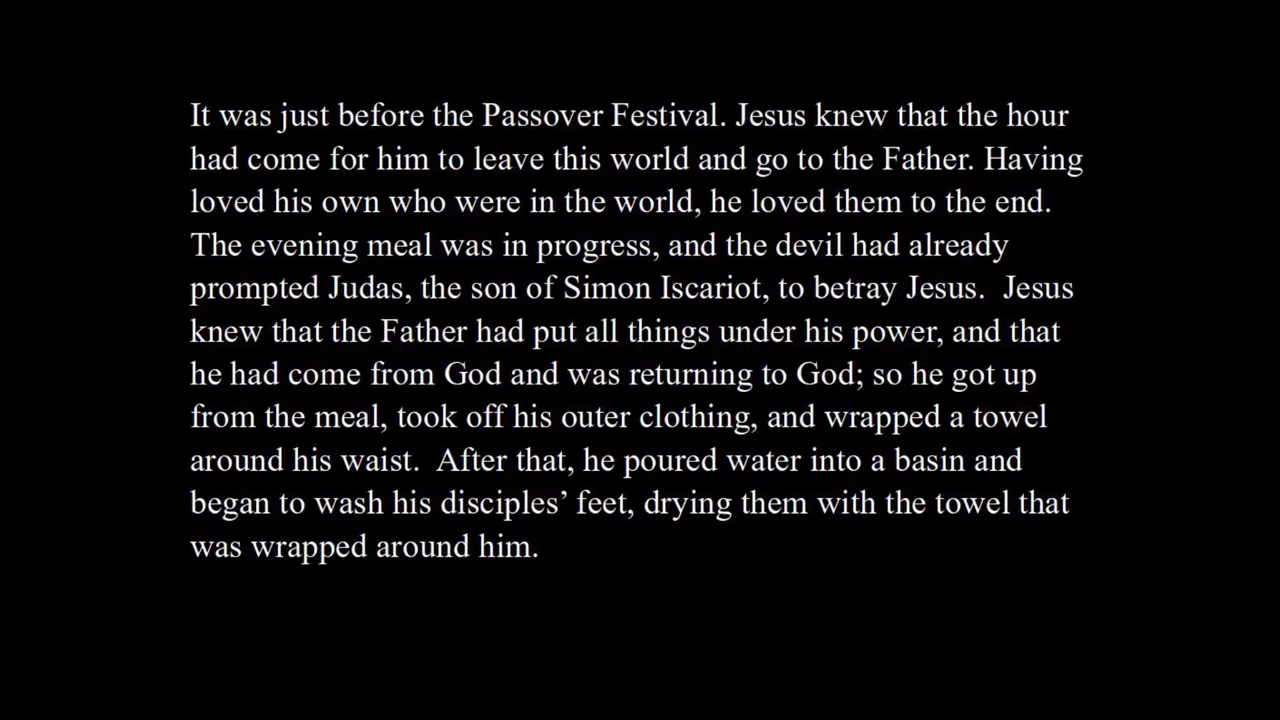 It was just before the Passover Festival. Jesus knew that the hour
had come for him to leave this world and go to the Father. Having
loved his own who were in the world, he loved them to the end.
The evening meal was in progress, and the devil had already
prompted Judas, the son of Simon Iscariot, to betray Jesus.  Jesus
knew that the Father had put all things under his power, and that
he had come from God and was returning to God; so he got up
from the meal, took off his outer clothing, and wrapped a towel
around his waist.  After that, he poured water into a basin and
began to wash his disciples’ feet, drying them with the towel that
was wrapped around him.